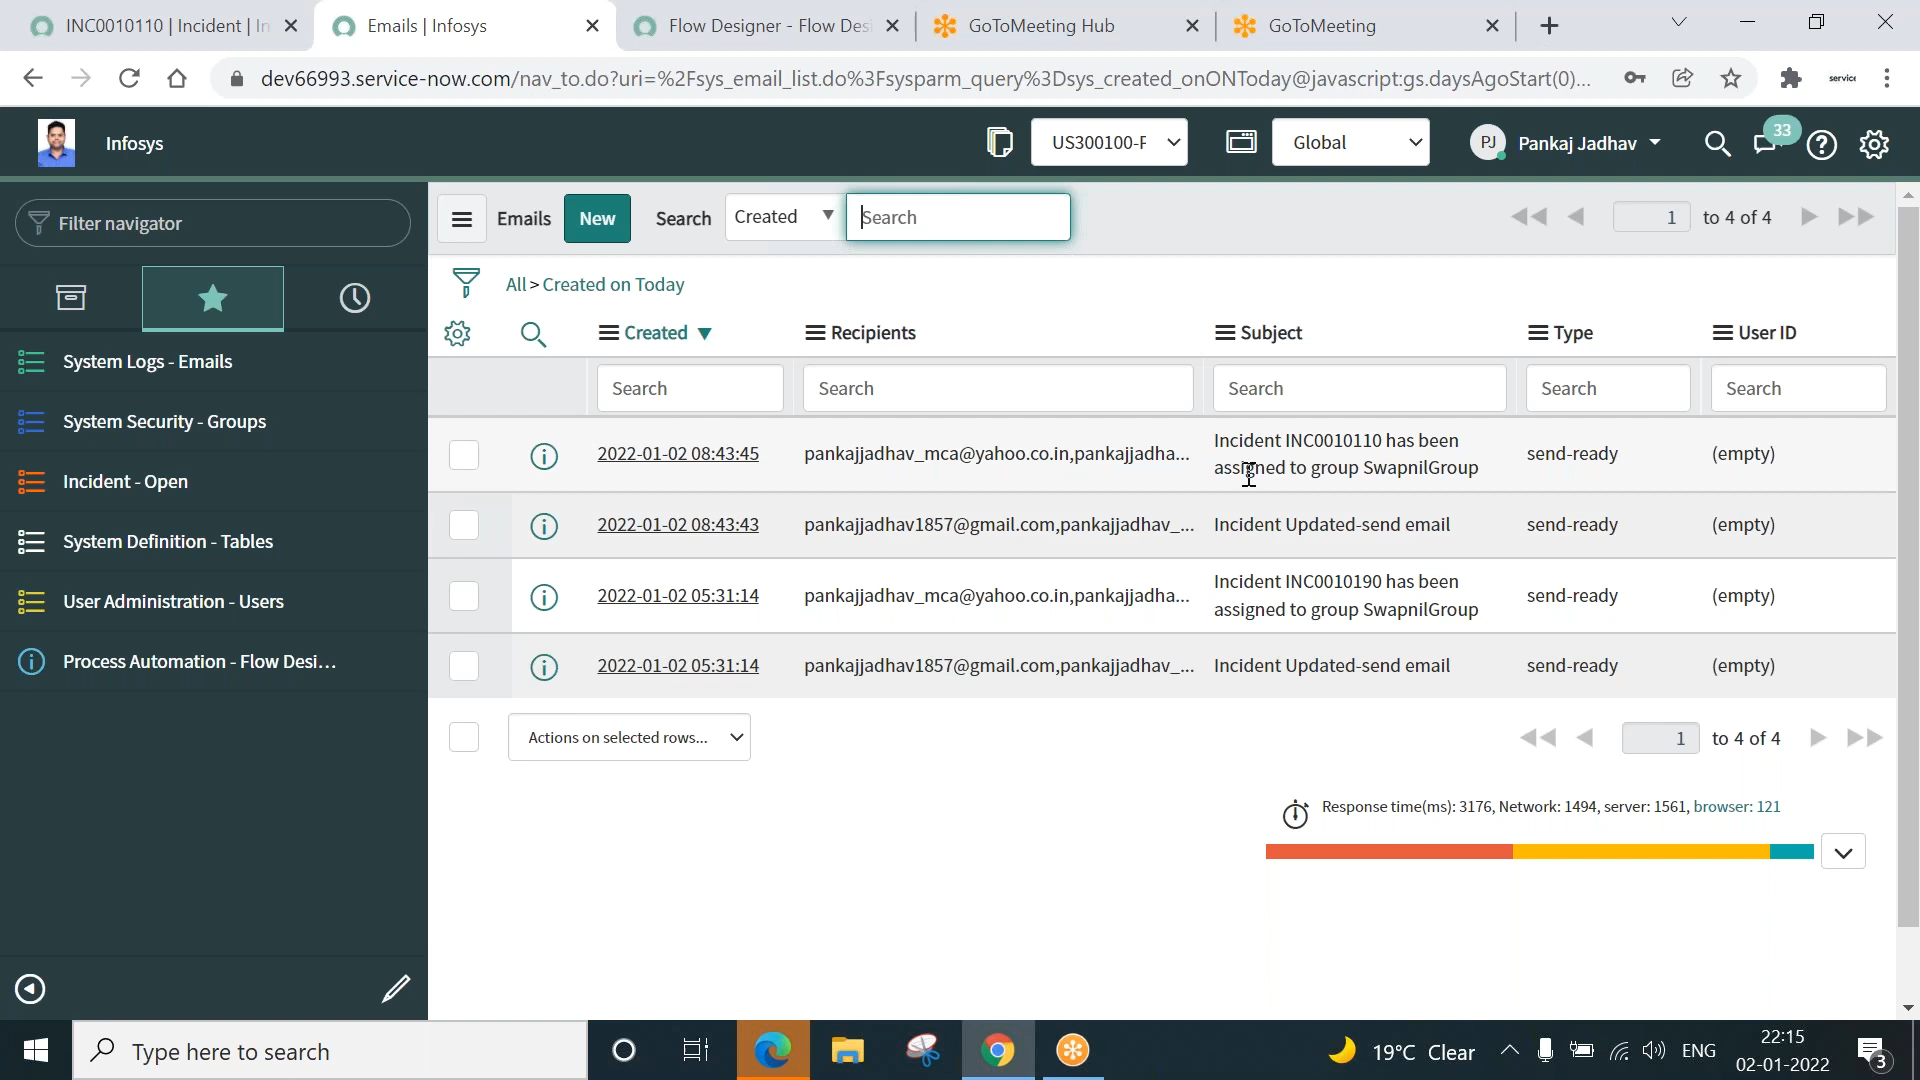 INC0010110 | Incident | In
Emails | Infosys
Flow Designer - Flow Des
GoToMeeting Hub
GoToMeeting
dev66993.service-now.com/nav_to.do?uri=%2Fsys_email_list.do%3Fsysparm_query%3Dsys_created_onONToday@javascript:gs.daysAgoStart(0)...
service
Infosys
US300100-F
Global
PJ
Pankaj Jadhav
33
Filter navigator
System Logs - Emails
System Security - Groups
Incident - Open
System Definition - Tables
User Administration - Users
Process Automation - Flow Desi...
Emails
New
Search
Created
Search
1
to 4 of 4
All > Created on Today
Created
Recipients
Subject
Type
User ID
Search
Search
Search
Search
Search
2022-01-02 08:43:45
pankajjadhav_mca@yahoo.co.in,pankajjadha...
Incident INC0010110 has been
assigned to group SwapnilGroup
send-ready
(empty)
2022-01-02 08:43:43
pankajjadhav1857@gmail.com,pankajjadhav_...
Incident Updated-send email
send-ready
(empty)
2022-01-02 05:31:14
pankajjadhav_mca@yahoo.co.in,pankajjadha...
Incident INC0010190 has been
assigned to group SwapnilGroup
send-ready
(empty)
2022-01-02 05:31:14
pankajjadhav1857@gmail.com,pankajjadhav_...
Incident Updated-send email
send-ready
(empty)
Actions on selected rows...
1
to 4 of 4
Response time(ms): 3176, Network: 1494, server: 1561, browser: 121
Type here to search
19°C Clear
ENG
22:15
02-01-2022
3